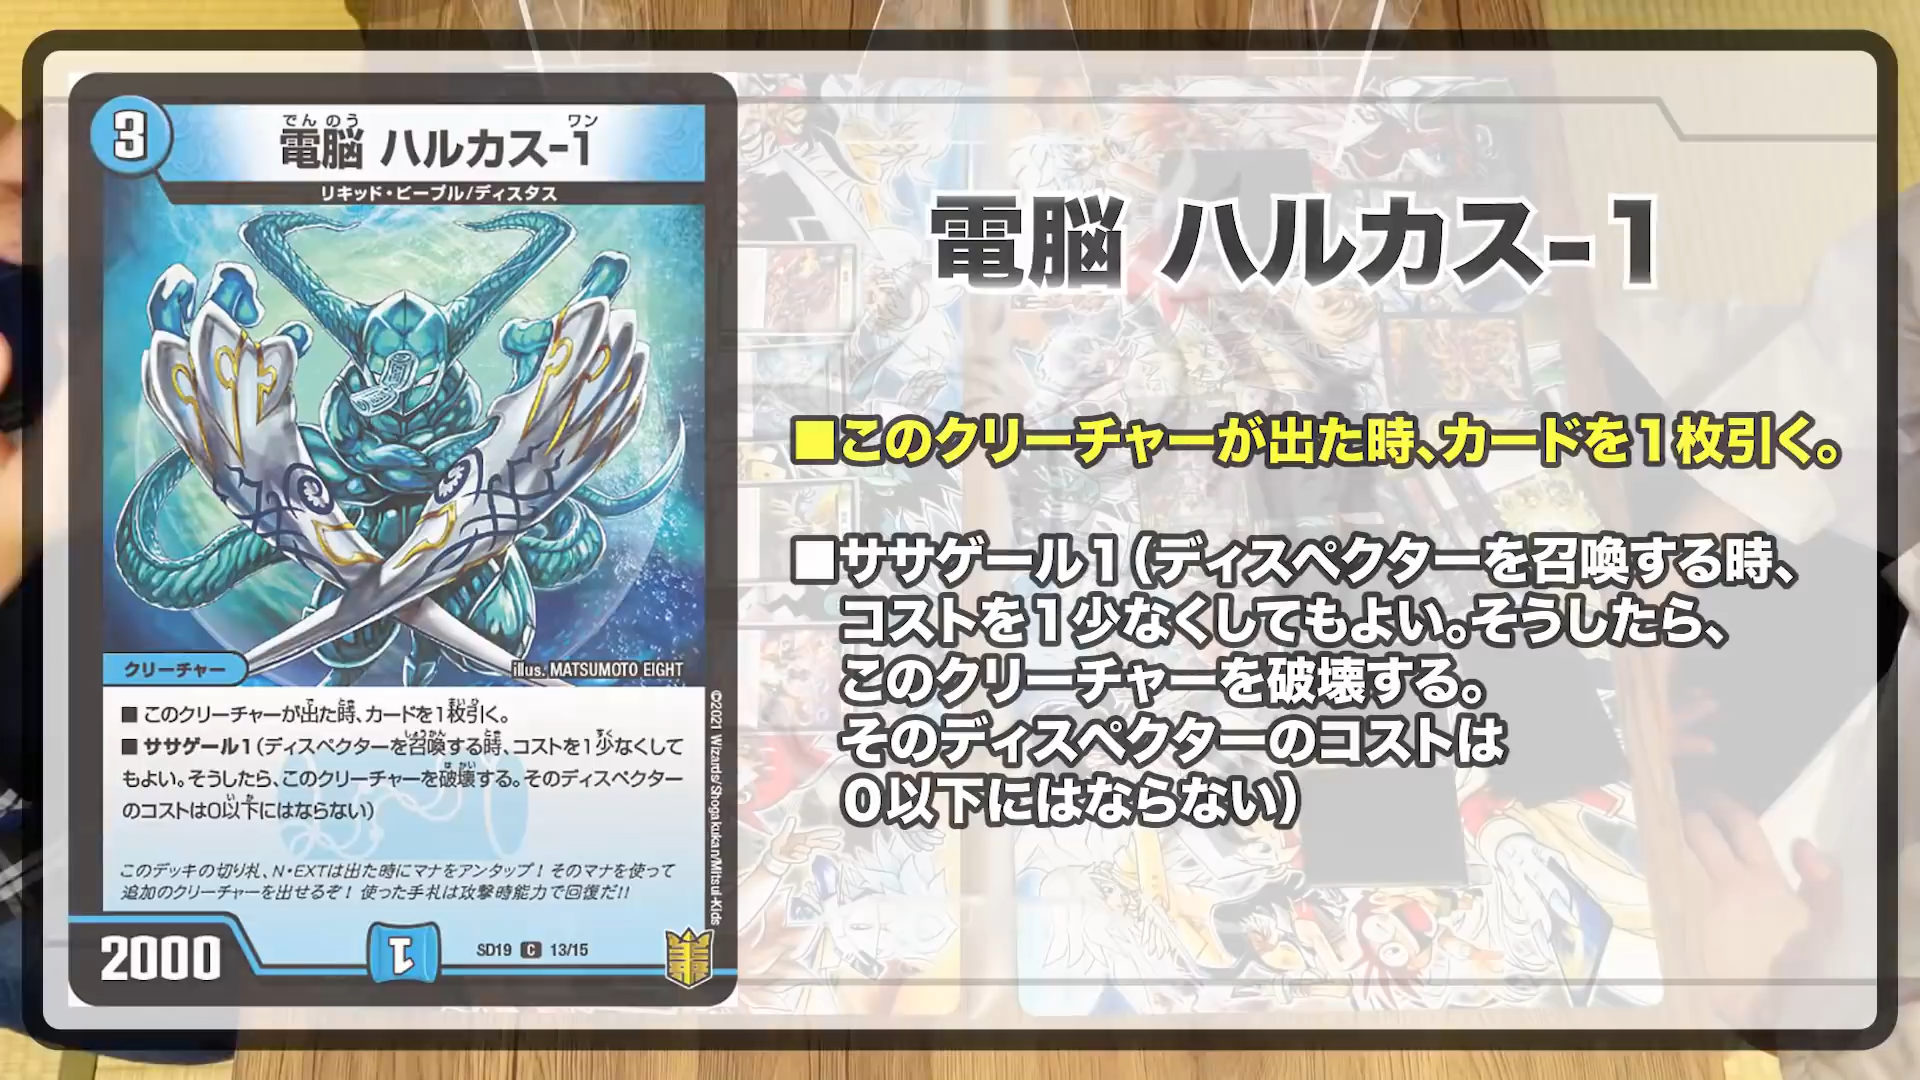 3
でんのう ワン
電脳 ハルカス-1
リキッド・ピープル/ディスタス
クリーチャー
illus. MATSUMOTO EIGHT
■ このクリーチャーが出た時、カードを1枚引く。
■ ササゲール1(ディスペクターを召喚する時、コストを1少なくして
もよい。そうしたら、このクリーチャーを破壊する。そのディスペクター
のコストは0以下にはならない)
このデッキの切り札、N・EXTは出た時にマナをアンタップ！そのマナを使って
追加のクリーチャーを出せるぞ！使った手札は攻撃時能力で回復だ!!
©2021 Wizards/Shogakukan/Mitsui-Kids
2000
1
SD19 C 13/15
電脳 ハルカス-1
■このクリーチャーが出た時、カードを1枚引く。
■ササゲール1(ディスペクターを召喚する時、
コストを1少なくしてもよい。そうしたら、
このクリーチャーを破壊する。
そのディスペクターのコストは
0以下にはならない)